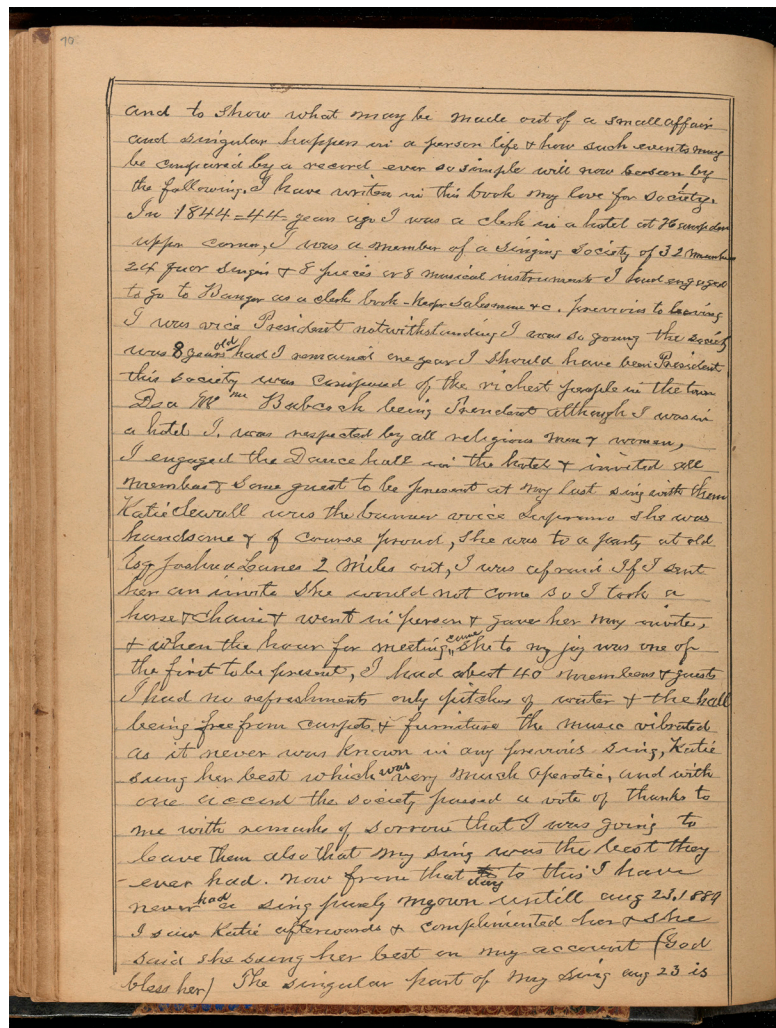 70
and to show what may be made out of a small affair
and singular happen in a person life & how such events may
be compaired by a record ever so simple will now be seen by
the following. I have writen in this book my love for society.
In 1844-44 years ago I was a clerk in a hotel at Hampden
upper corner, I was a member of a singing society of 32 members
24 quor singers & 8 pieces or 8 musical instruments I had engaged
to go to Bangor as a clerk book-keepr Salesman &c. previous to leaving
I was vice President notwithstanding I was so young the society
was 8 years old had I remained one year I should have been President
this society was composed of the richest people in the town
Dea Wm Babcock being President although I was in
a hotel I was respected by all religious men & women,
I engaged the Dance hall in the hotel & invited all
members & some guest to be present at my last sing with them
Katie Sewall was the banner voice Supprano she was
handsome & of course proud, she was to a party at old
Esq Joshua Lanes 2 miles out, I was afraid If I sent
her an invite she would not come so I took a
horse & chaise & went in person & gave her my invite,
& when the hour for meeting came she to my joy was one of
the first to be present, I had about 40 members & guests
I had no refreshments only pitcher of water & the hall
being free from carpets & furniture the music vibrated
as it never was known in any previous sing, Katie
sung her best which was very much operatic, and with
one accord the society passed a vote of thanks to
me with remarks of sorrow that I was going to
leave them also that my sing was the best they
ever had. now from that day to this I have
never had a sing purely my own untill aug 23, 1889
I saw Katie afterwards & complimented her & she
said she sung her best on my account (God
bless her) The singular part of my sing aug 23 is